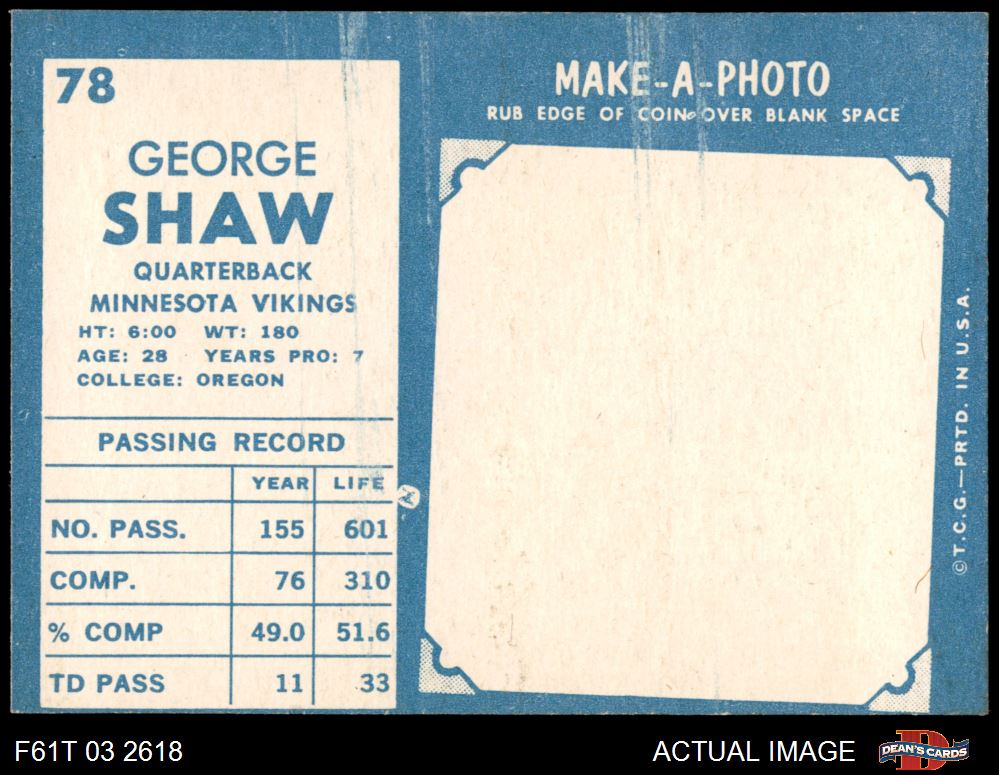 78
GEORGE
SHAW
QUARTERBACK
MINNESOTA VIKINGS
HT: 6:00 WT: 180
AGE: 28 YEARS PRO: 7
COLLEGE: OREGON
PASSING RECORD
YEAR LIFE
NO. PASS. 155 601
COMP. 76 310
% COMP 49.0 51.6
TD PASS 11 33
MAKE-A-PHOTO
RUB EDGE OF COIN OVER BLANK SPACE
©T.C.G.—PRTD. IN U.S.A.
F61T 03 2618
ACTUAL IMAGE
D
DEAN'S CARDS